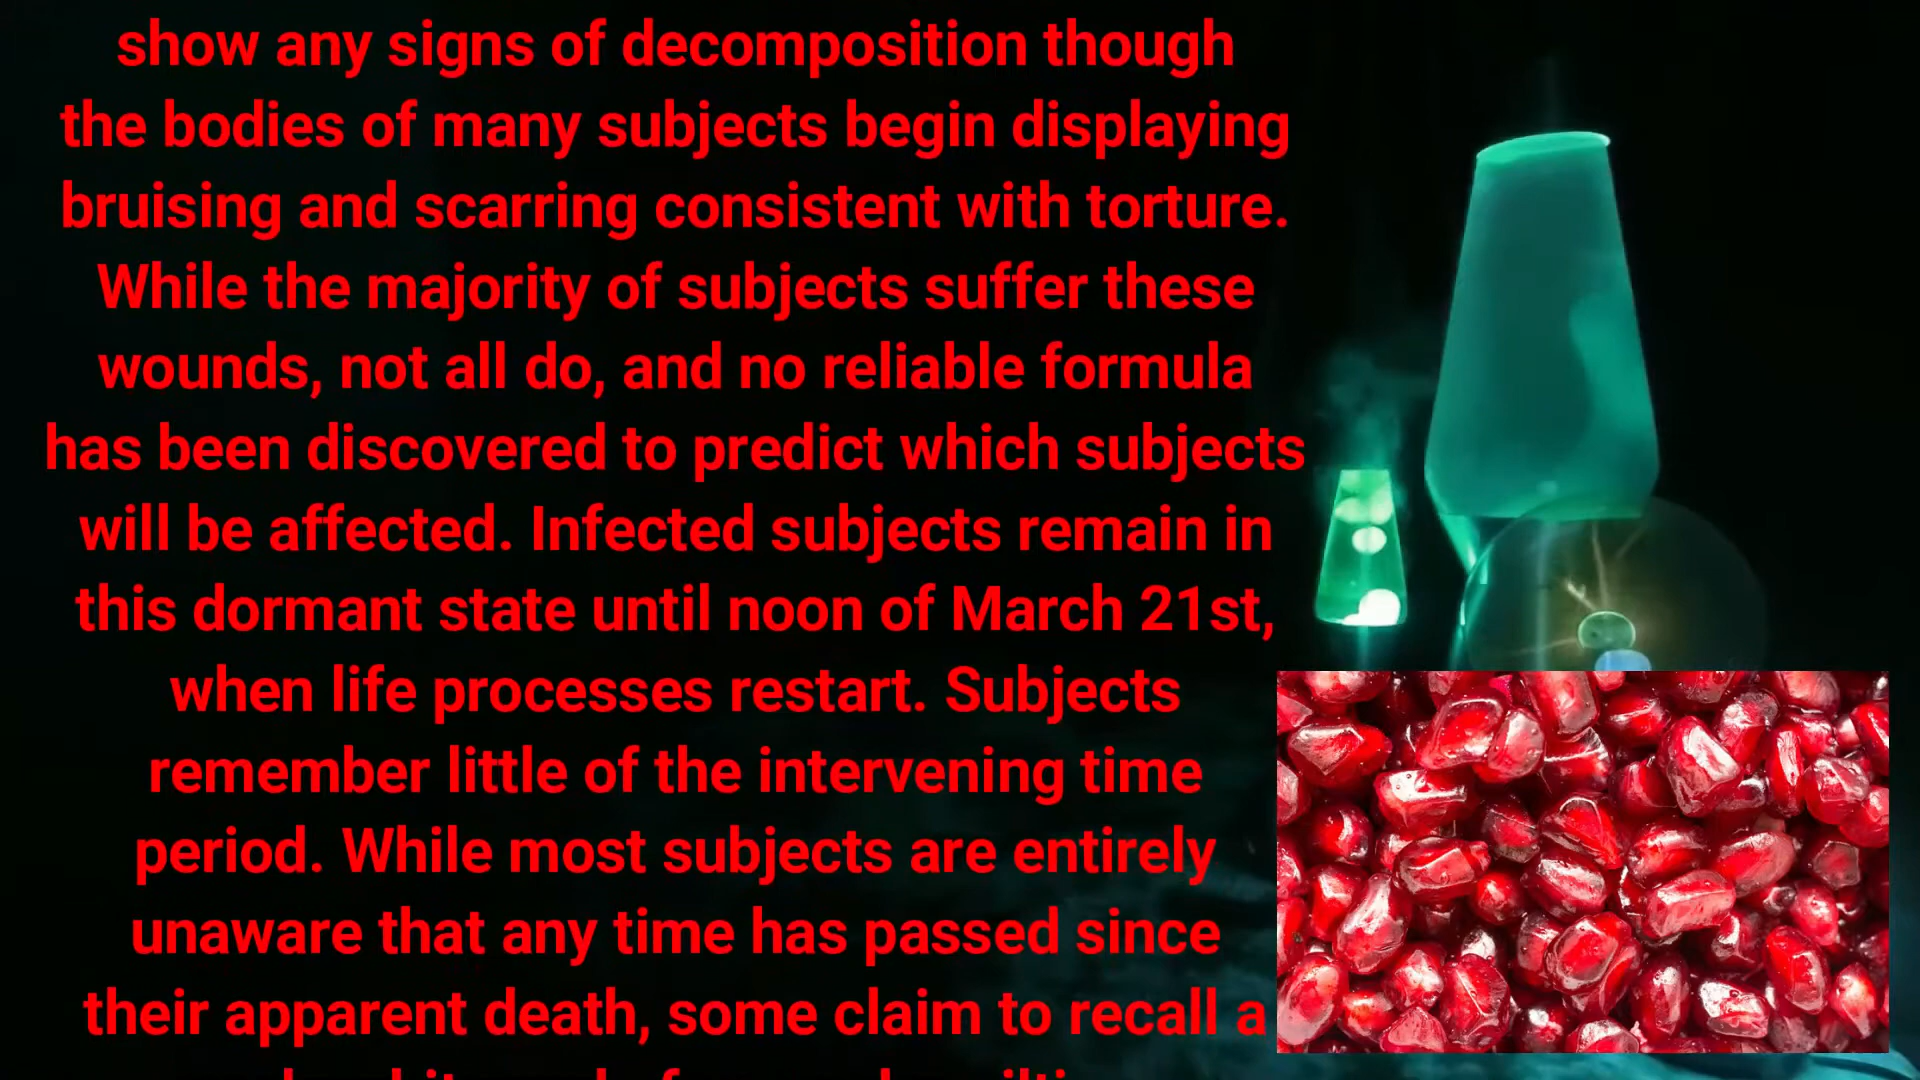 show any signs of decomposition though
the bodies of many subjects begin displaying
bruising and scarring consistent with torture.
While the majority of subjects suffer these
wounds, not all do, and no reliable formula
has been discovered to predict which subjects
will be affected. Infected subjects remain in
this dormant state until noon of March 21st,
when life processes restart. Subjects
remember little of the intervening time
period. While most subjects are entirely
unaware that any time has passed since
their apparent death, some claim to recall a